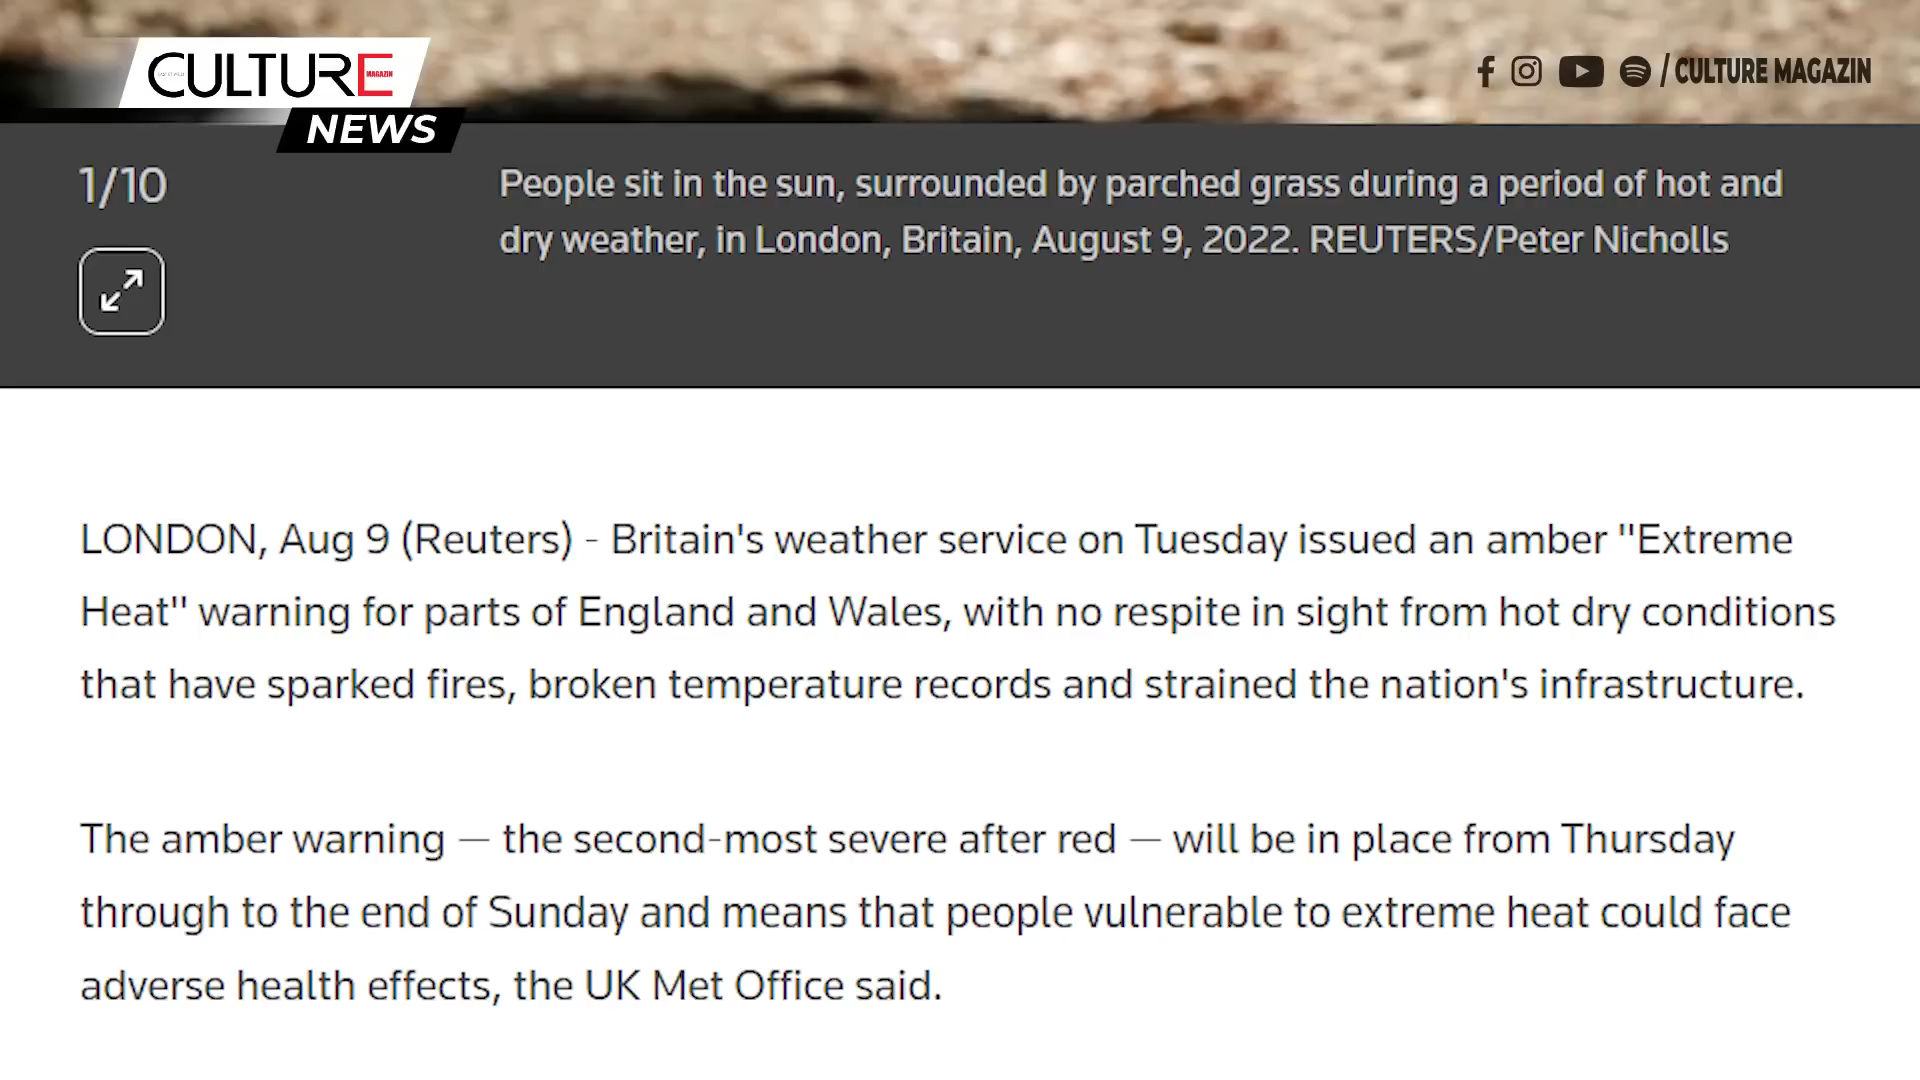 CULTURE
MAGAZIN
NEWS
/ CULTURE MAGAZIN
1/10
People sit in the sun, surrounded by parched grass during a period of hot and
dry weather, in London, Britain, August 9, 2022. REUTERS/Peter Nicholls
LONDON, Aug 9 (Reuters) - Britain's weather service on Tuesday issued an amber "Extreme
Heat" warning for parts of England and Wales, with no respite in sight from hot dry conditions
that have sparked fires, broken temperature records and strained the nation's infrastructure.
The amber warning — the second-most severe after red — will be in place from Thursday
through to the end of Sunday and means that people vulnerable to extreme heat could face
adverse health effects, the UK Met Office said.